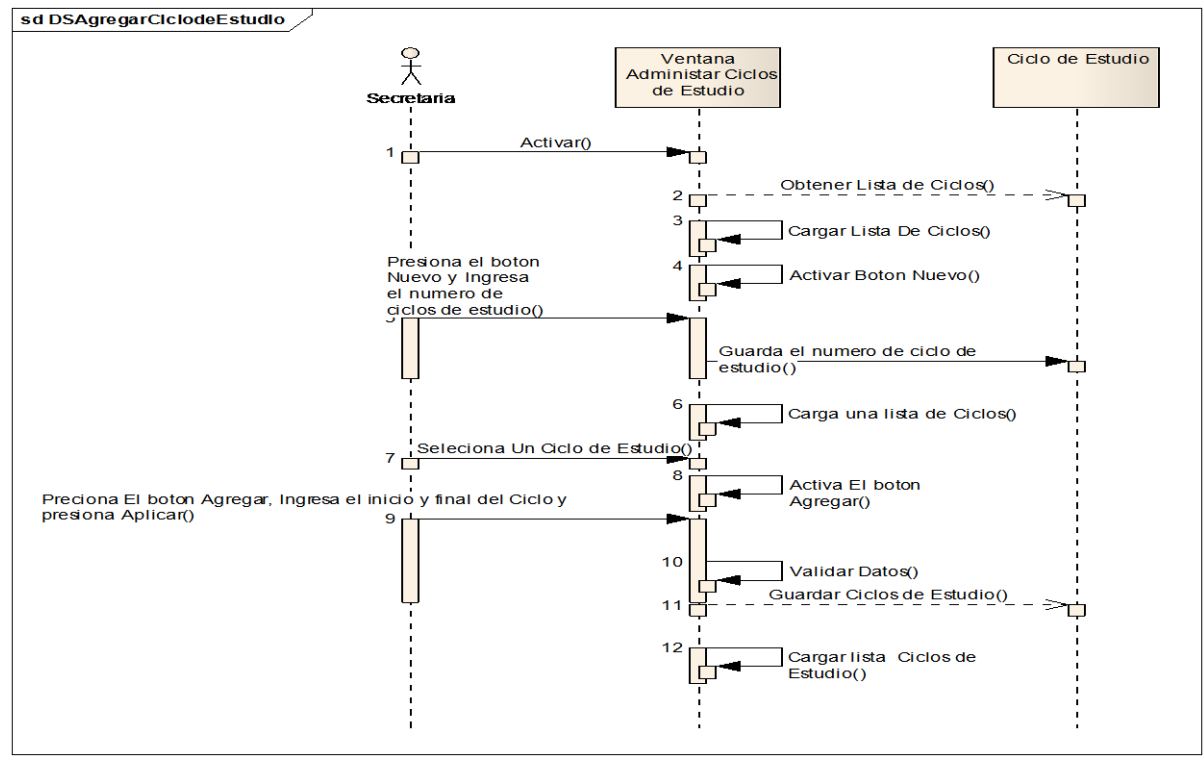 sd DSAgregarCIclodeEstudIo
Secretaria
Ventana
Administar Ciclos
de Estudio
Ciclo de Estudio
1
Activar()
Obtener Lista de Ciclos()
2
3
Cargar Lista De Ciclos()
Presiona el boton
Nuevo y Ingresa
el numero de
ciclos de estudio()
4
Activar Boton Nuevo()
5
Guarda el numero de ciclo de
estudio()
6
Carga una lista de Ciclos()
Seleciona Un Ciclo de Estudio()
7
8
Activa El boton
Agregar()
Preciona El boton Agregar, Ingresa el inicio y final del Ciclo y
presiona Aplicar()
9
10
Validar Datos()
Guardar Ciclos de Estudio()
11
12
Cargar lista Ciclos de
Estudio()